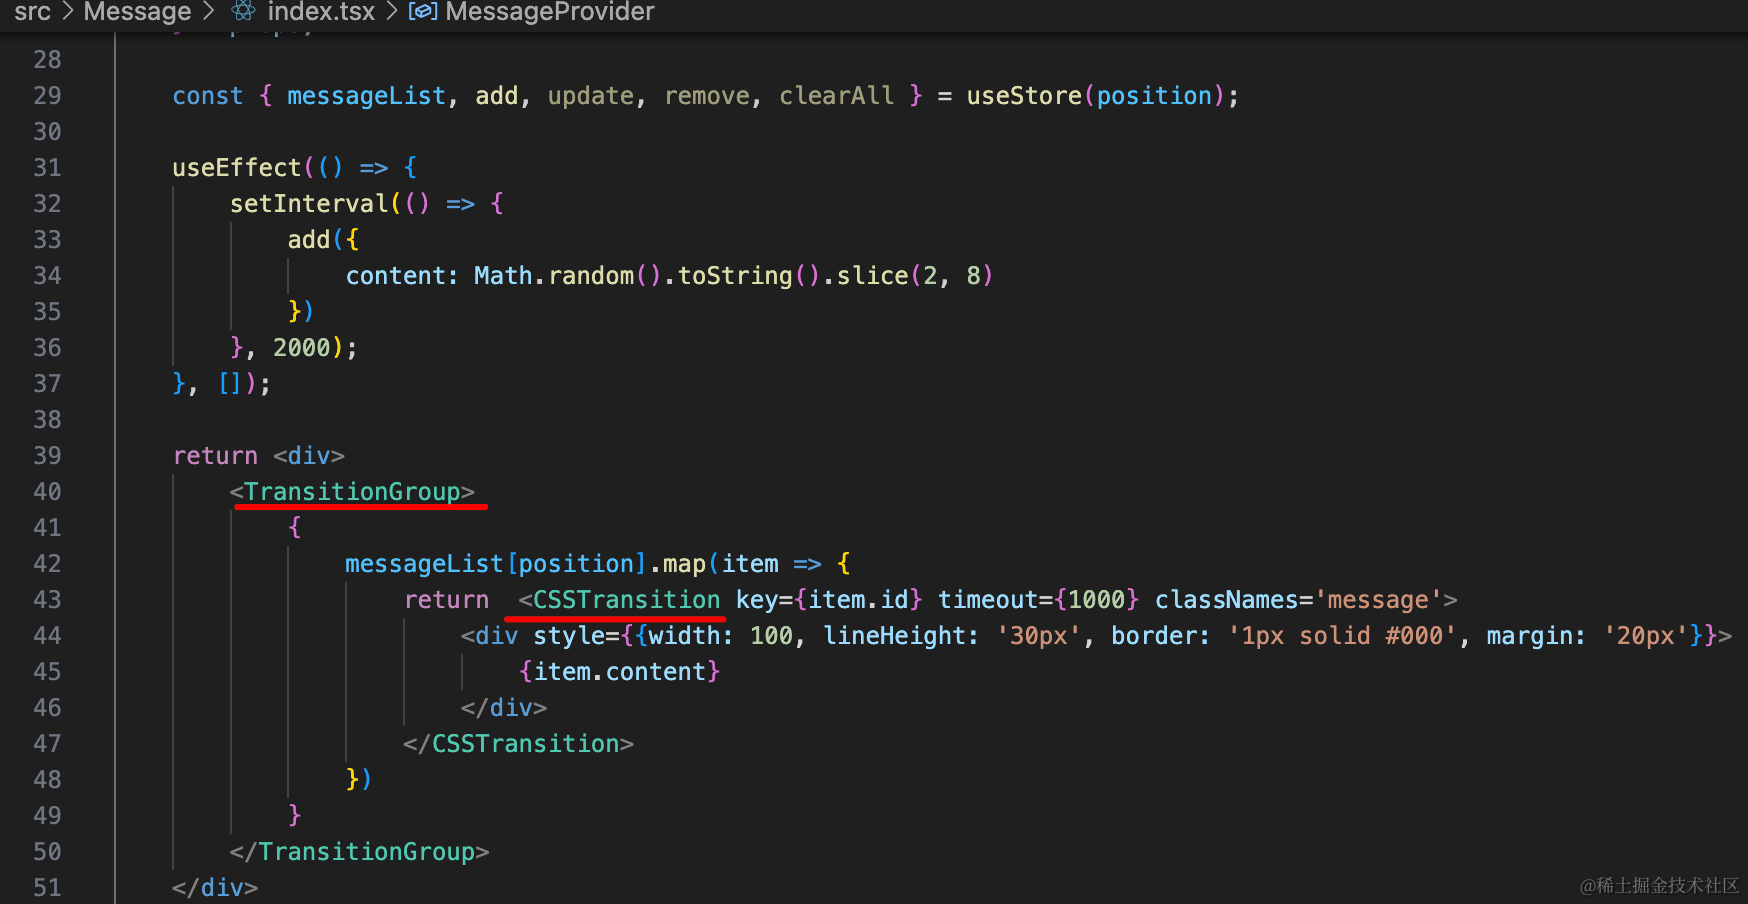 src > Message > index.tsx > MessageProvider
28
29 const { messageList, add, update, remove, clearAll } = useStore(position);
30
31 useEffect(() => {
32 setInterval(() => {
33 add({
34 content: Math.random().toString().slice(2, 8)
35 })
36 }, 2000);
37 }, []);
38
39 return <div>
40 <TransitionGroup>
41 {
42 messageList[position].map(item => {
43 return  <CSSTransition key={item.id} timeout={1000} classNames='message'>
44 <div style={{width: 100, lineHeight: '30px', border: '1px solid #000', margin: '20px'}}>
45 {item.content}
46 </div>
47 </CSSTransition>
48 })
49 }
50 </TransitionGroup>
51 </div>
@稀土掘金技术社区